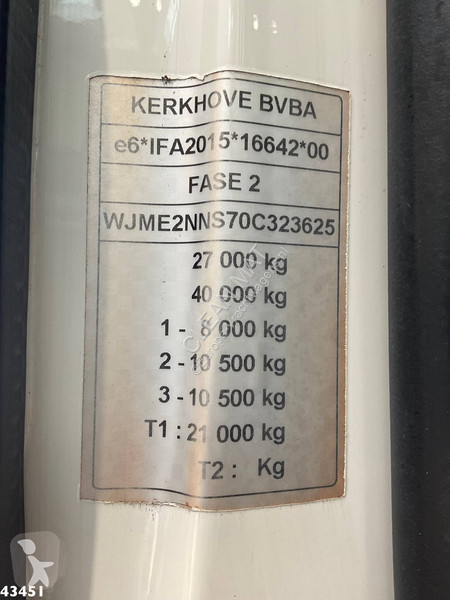 KERKHOVE BVBA
e6*IFA2015*16642*00
FASE 2
WJME2NNS70C323625
27 000 kg
40 000 kg
1 - 8 000 kg
2 - 10 500 kg
3 - 10 500 kg
T1 : 21 000 kg
T2 : Kg
43451